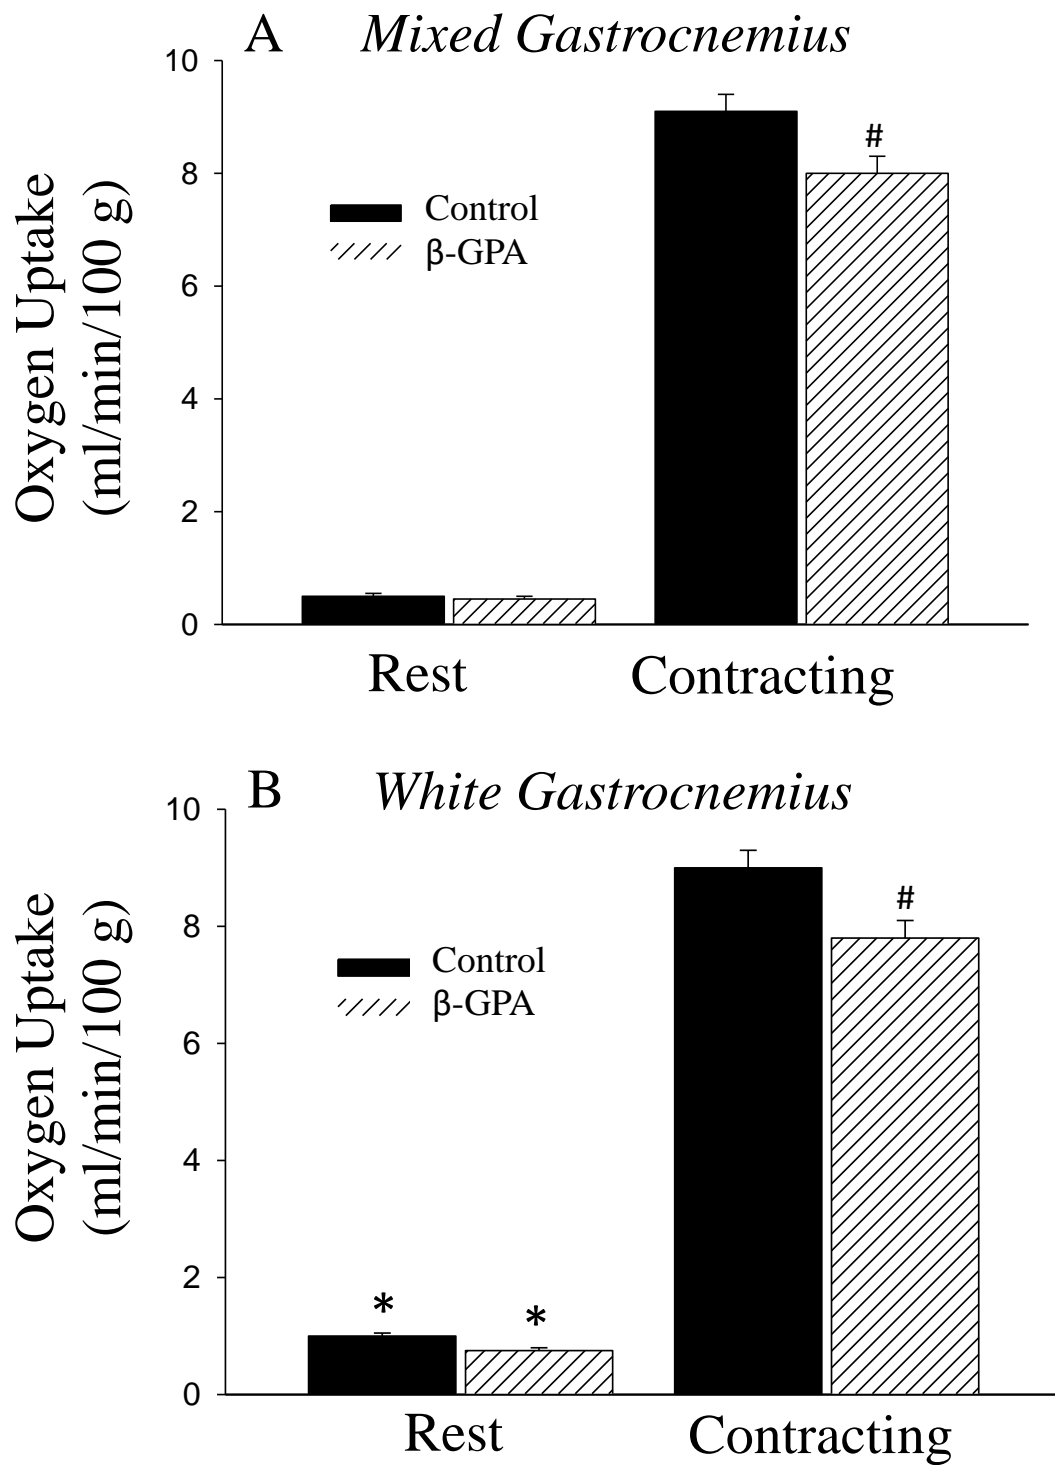 A
Mixed Gastrocnemius
Oxygen Uptake
(ml/min/100 g)
10
8
6
4
2
0
Control
β-GPA
#
Rest
Contracting
B
White Gastrocnemius
Oxygen Uptake
(ml/min/100 g)
10
8
6
4
2
0
Control
β-GPA
*
*
#
Rest
Contracting